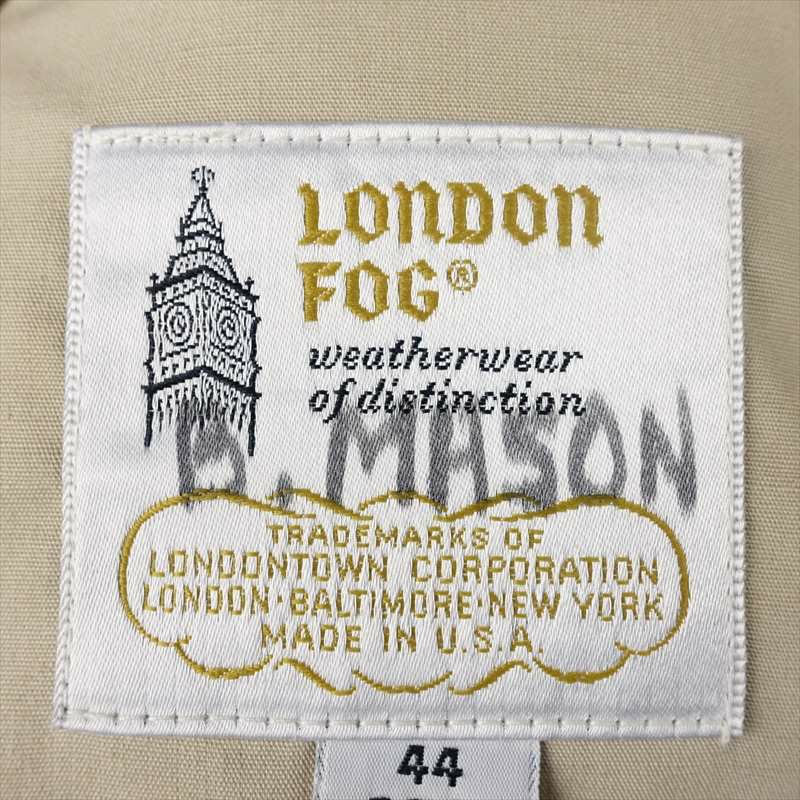 LONDON
FOG®
weatherwear
of distinction
B. MASON
TRADEMARKS OF
LONDONTOWN CORPORATION
LONDON·BALTIMORE·NEW YORK
MADE IN U.S.A.
44